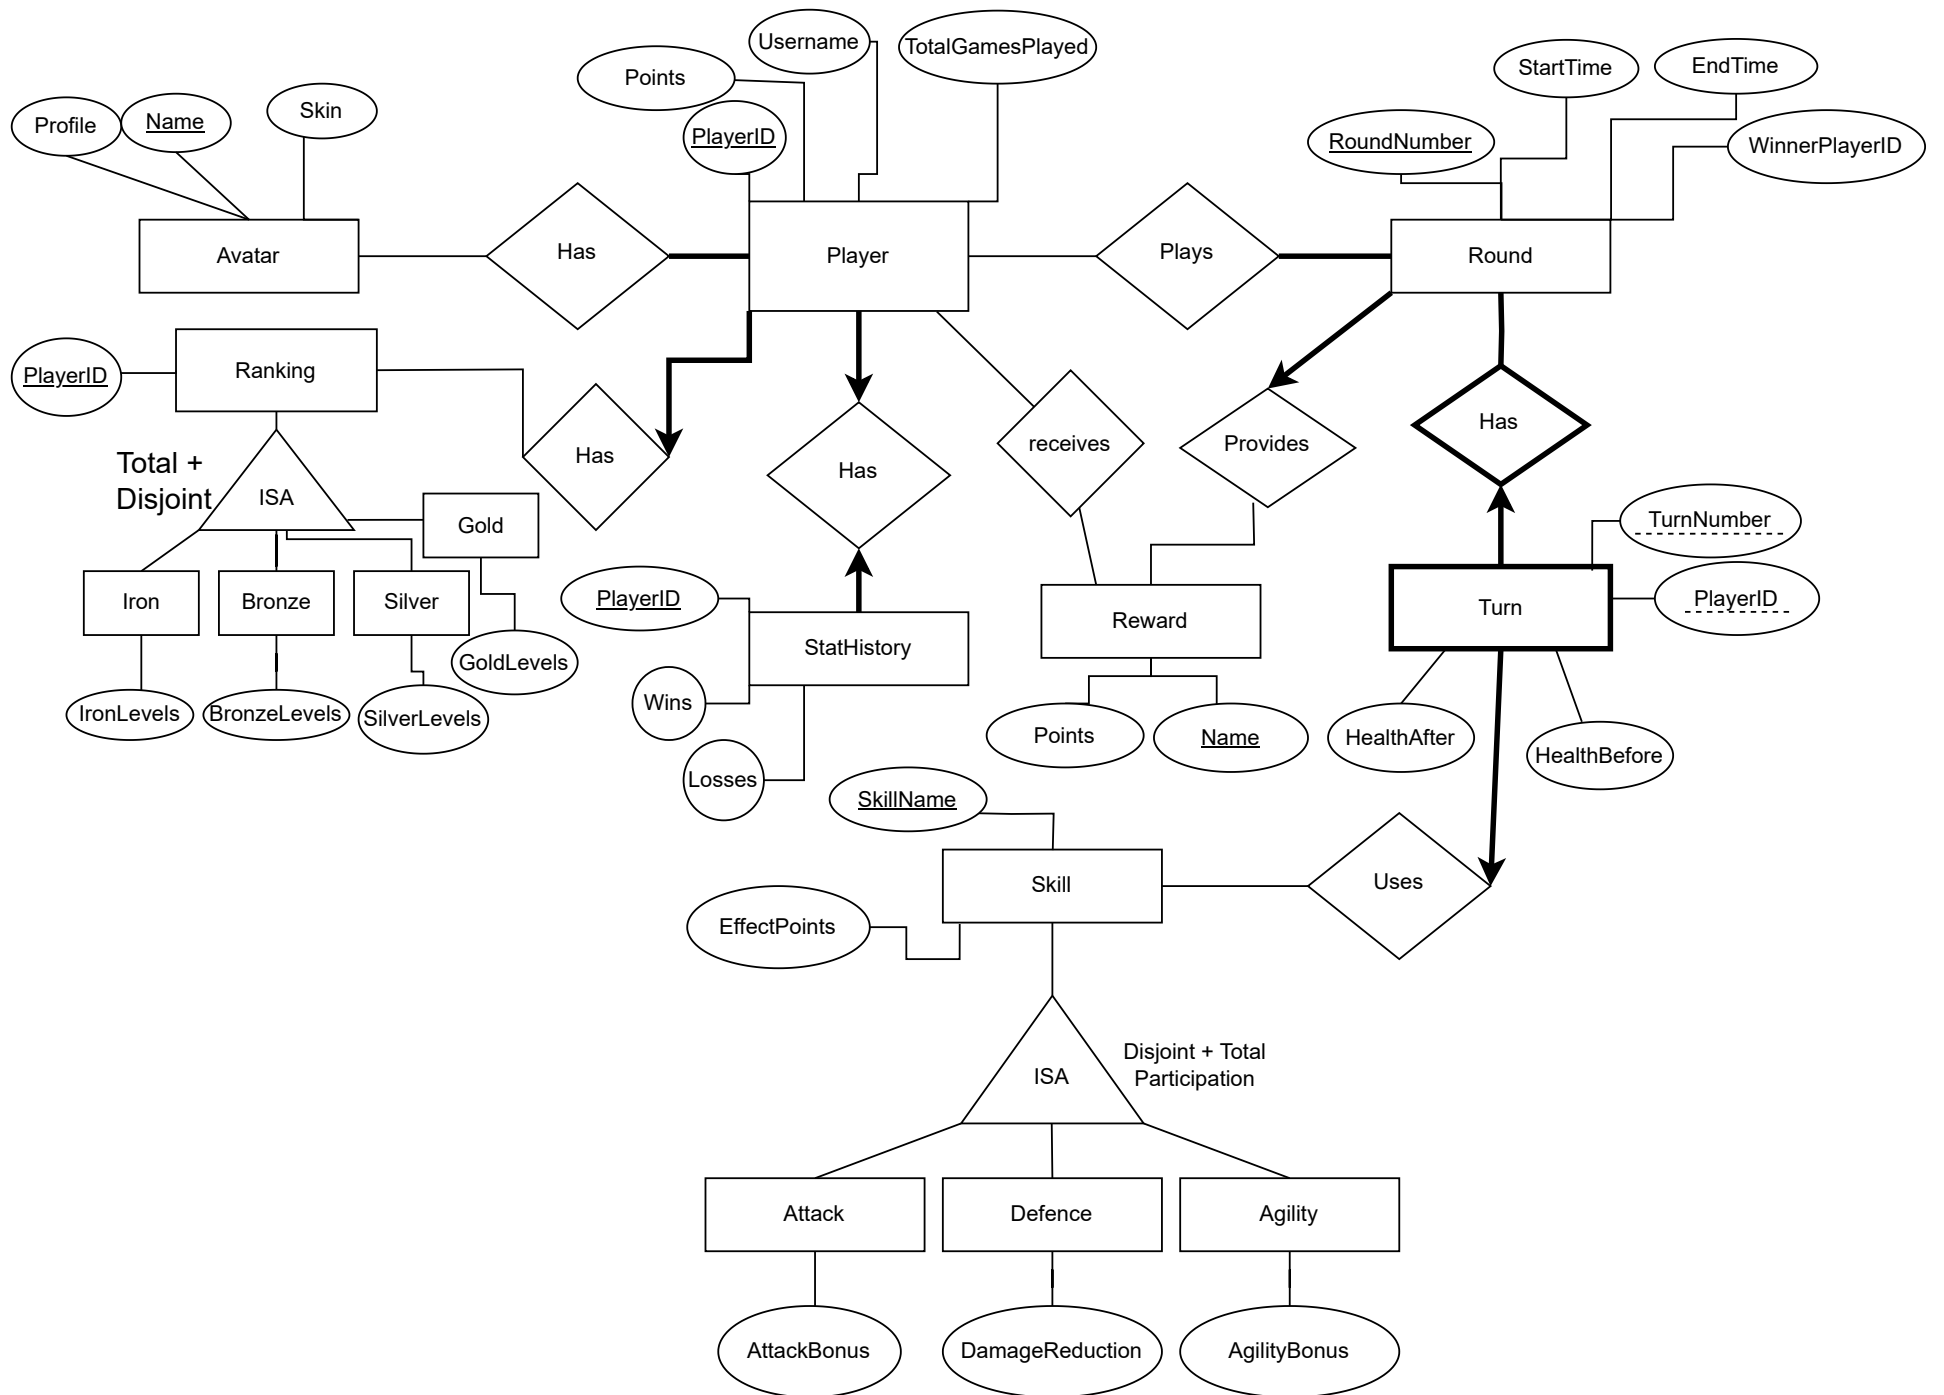 Username
TotalGamesPlayed
Points
StartTime
EndTime
Profile
Name
Skin
PlayerID
RoundNumber
WinnerPlayerID
Avatar
Has
Player
Plays
Round
PlayerID
Ranking
Has
Has
receives
Provides
Has
Total +
Disjoint
ISA
Gold
TurnNumber
Iron
Bronze
Silver
PlayerID
Reward
Turn
PlayerID
StatHistory
GoldLevels
Wins
IronLevels
BronzeLevels
SilverLevels
Points
Name
HealthAfter
HealthBefore
Losses
SkillName
Skill
Uses
EffectPoints
ISA
Disjoint + Total
Participation
Attack
Defence
Agility
AttackBonus
DamageReduction
AgilityBonus